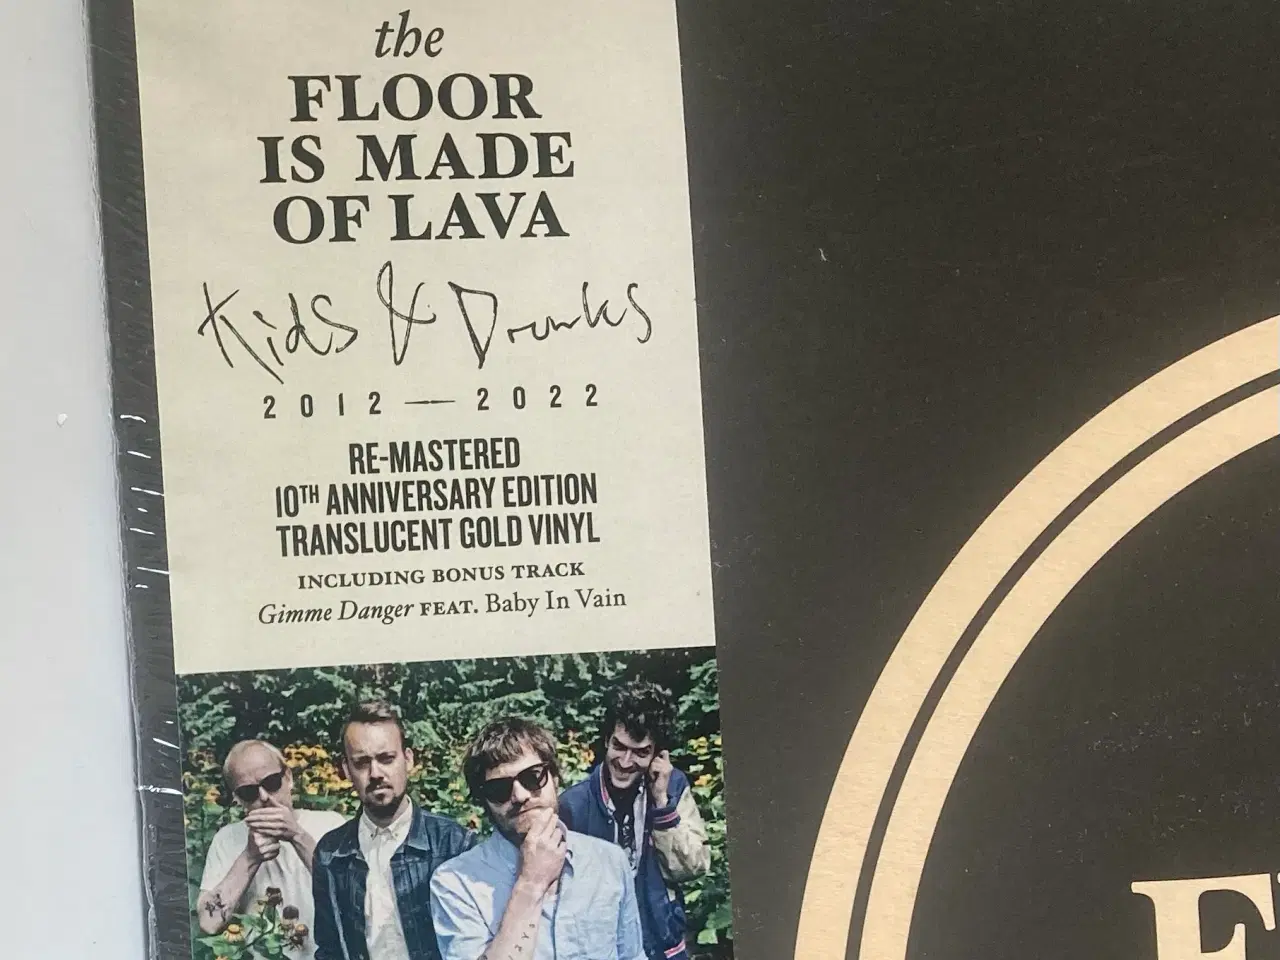 the
FLOOR
IS MADE
OF LAVA
Kids & Drunks
2012 — 2022
RE-MASTERED
10TH ANNIVERSARY EDITION
TRANSLUCENT GOLD VINYL
INCLUDING BONUS TRACK
Gimme Danger FEAT. Baby In Vain